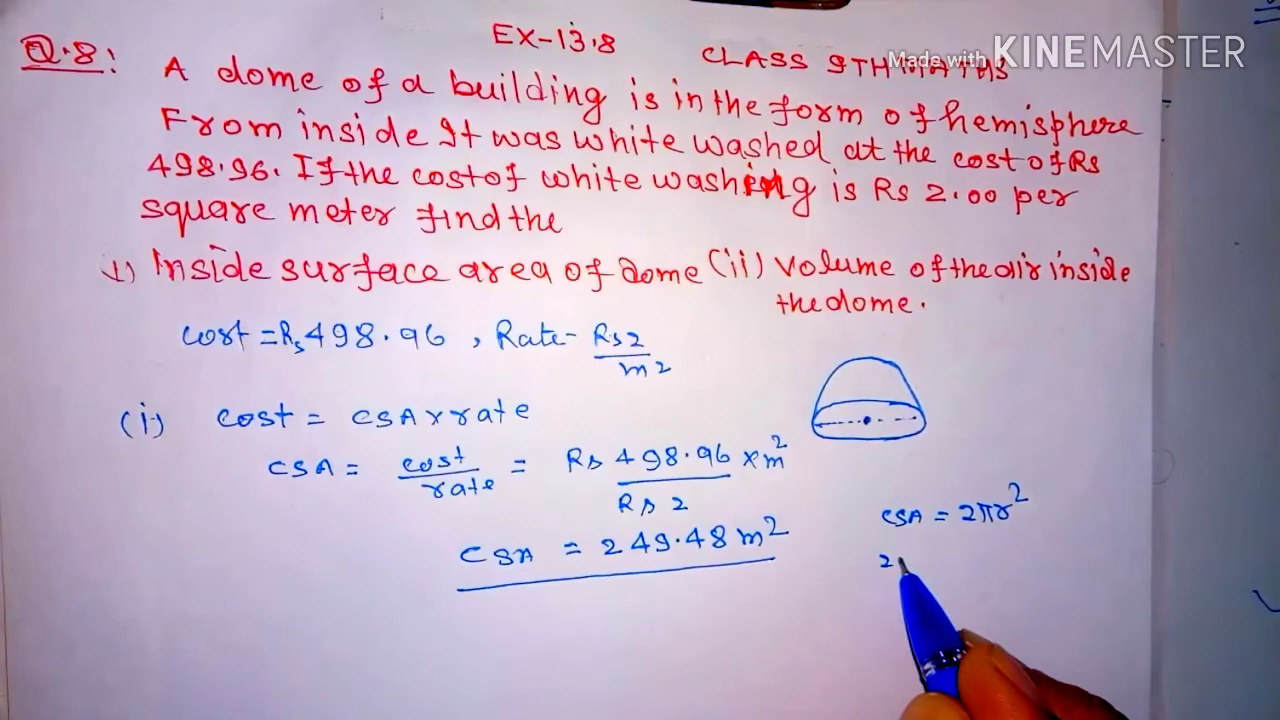 EX-13.8
Made with KINEMASTER
CLASS 9TH MATHS
Q.8: A dome of a building is in the form of hemisphere
From inside It was white washed at the cost of Rs
498.96. If the cost of white washing is Rs 2.00 per
square meter find the
i) Inside surface area of dome (ii) volume of the air inside
the dome.
cost = Rs 498.96 , Rate - Rs 2/m2
(i) cost = CSA × rate
CSA = cost/rate = Rs 498.96 × m²/Rs 2
CSA = 249.48 m²
CSA = 2πr²
2